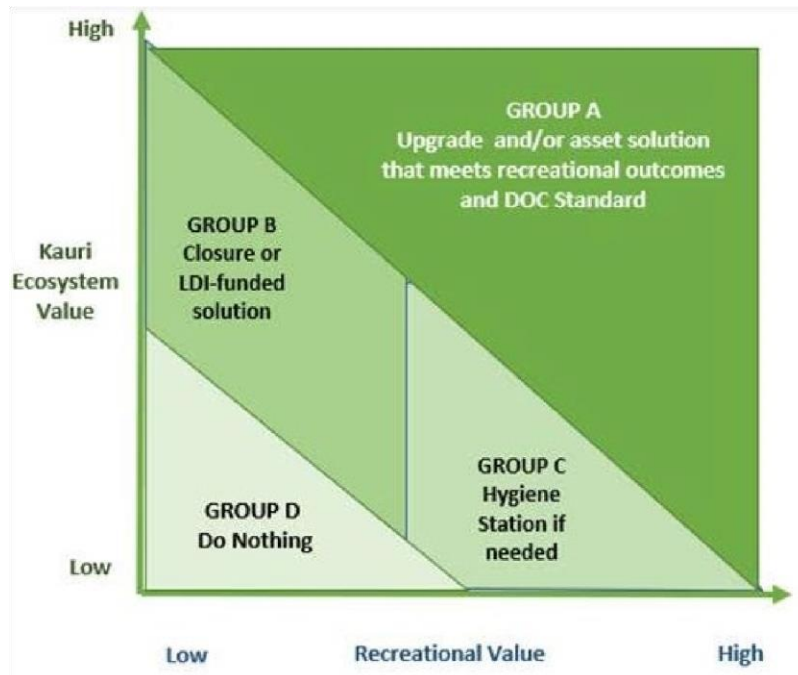 High
GROUP A
Upgrade and/or asset solution
that meets recreational outcomes
and DOC Standard
GROUP B
Closure or
LDI-funded
solution
Kauri
Ecosystem
Value
GROUP C
Hygiene
Station if
needed
GROUP D
Do Nothing
Low
Low
Recreational Value
High